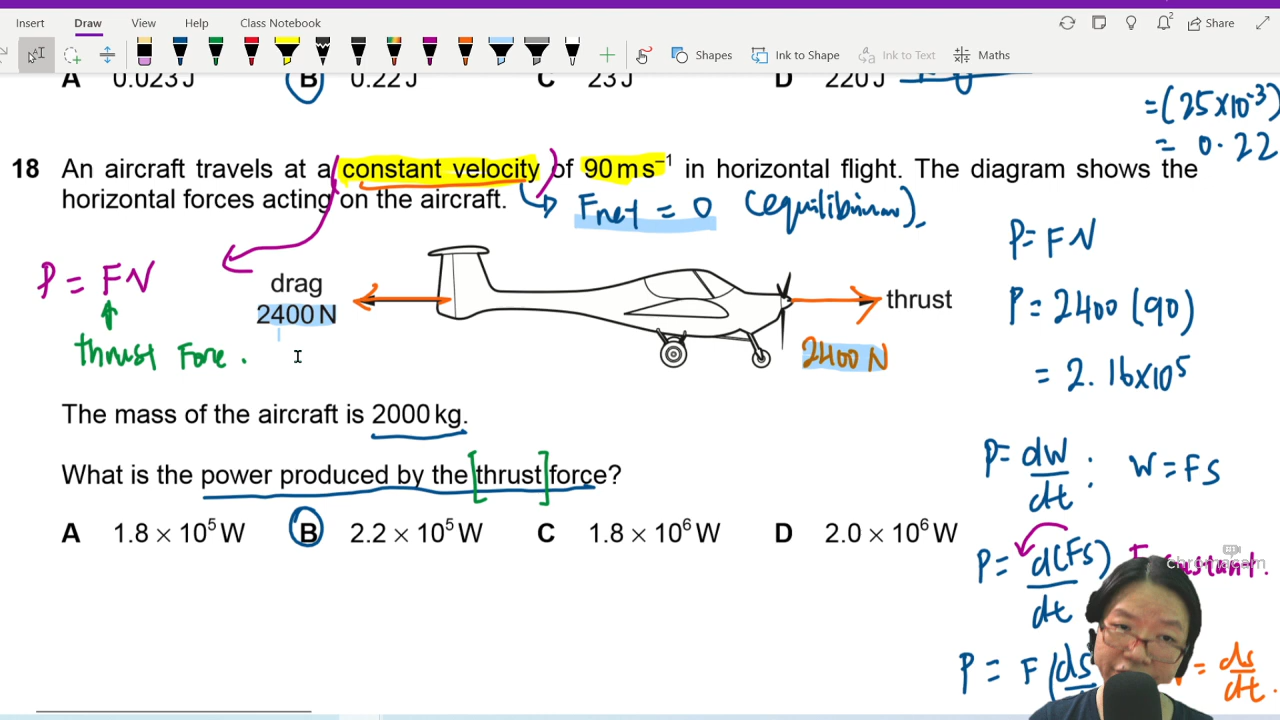 Insert Draw View Help Class Notebook Share
Shapes Ink to Shape Ink to Text Maths
A 0.023 J B 0.22 J C 23 J D 220 J
=(25×10⁻³)
= 0.22
18 An aircraft travels at a constant velocity of 90 m s⁻¹ in horizontal flight. The diagram shows the
horizontal forces acting on the aircraft.
Fnet = 0 (equilibrium).
P = FV
↑
thrust Force.
drag
2400 N
thrust
2400 N
P = FV
P = 2400 (90)
= 2.16×10⁵
The mass of the aircraft is 2000 kg.
P = dW/dt : W = FS
What is the power produced by the [thrust] force?
A 1.8 × 10⁵ W B 2.2 × 10⁵ W C 1.8 × 10⁶ W D 2.0 × 10⁶ W
P = d(FS)/dt
chromacam
P = F (ds
= ds/dt.